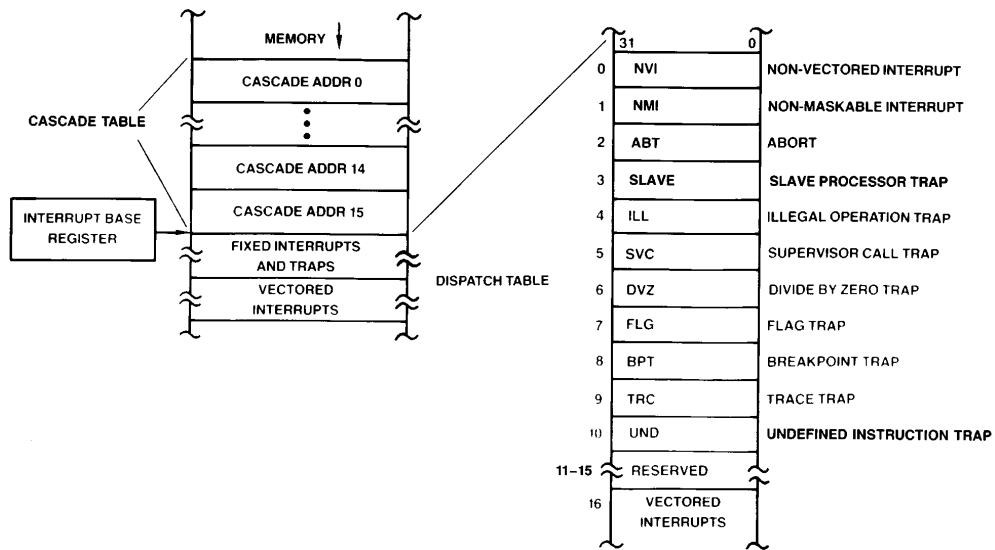 MEMORY
CASCADE ADDR 0
CASCADE TABLE
CASCADE ADDR 14
CASCADE ADDR 15
INTERRUPT BASE
REGISTER
FIXED INTERRUPTS
AND TRAPS
VECTORED
INTERRUPTS
DISPATCH TABLE
31 0
0 NVI NON-VECTORED INTERRUPT
1 NMI NON-MASKABLE INTERRUPT
2 ABT ABORT
3 SLAVE SLAVE PROCESSOR TRAP
4 ILL ILLEGAL OPERATION TRAP
5 SVC SUPERVISOR CALL TRAP
6 DVZ DIVIDE BY ZERO TRAP
7 FLG FLAG TRAP
8 BPT BREAKPOINT TRAP
9 TRC TRACE TRAP
10 UND UNDEFINED INSTRUCTION TRAP
11–15 RESERVED
16 VECTORED
INTERRUPTS